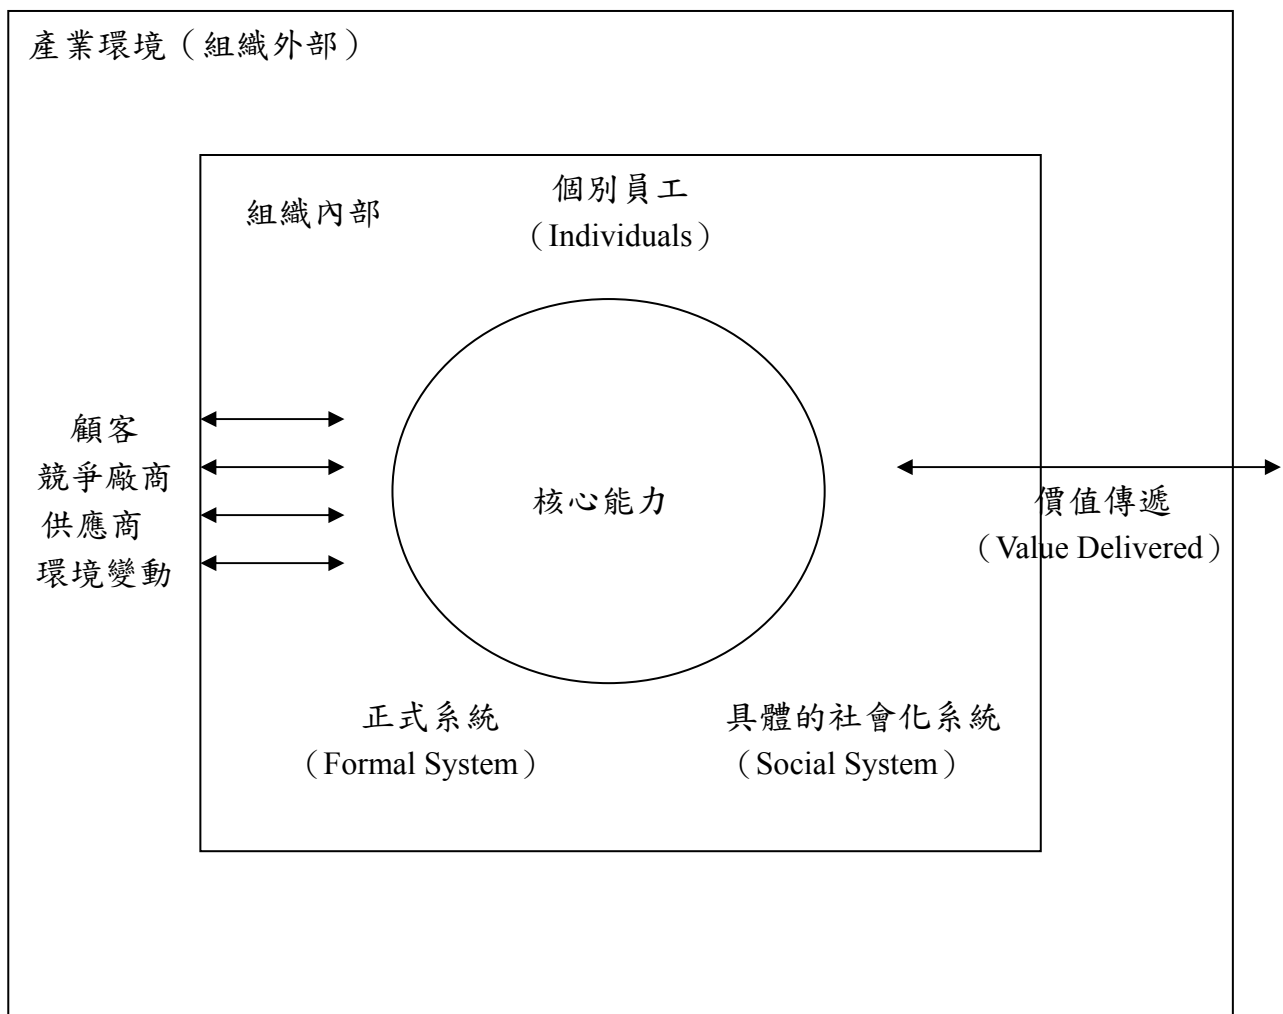 產業環境（組織外部）
組織內部
個別員工
（Individuals）
顧客
競爭廠商
供應商
環境變動
核心能力
價值傳遞
（Value Delivered）
正式系統
（Formal System）
具體的社會化系統
（Social System）